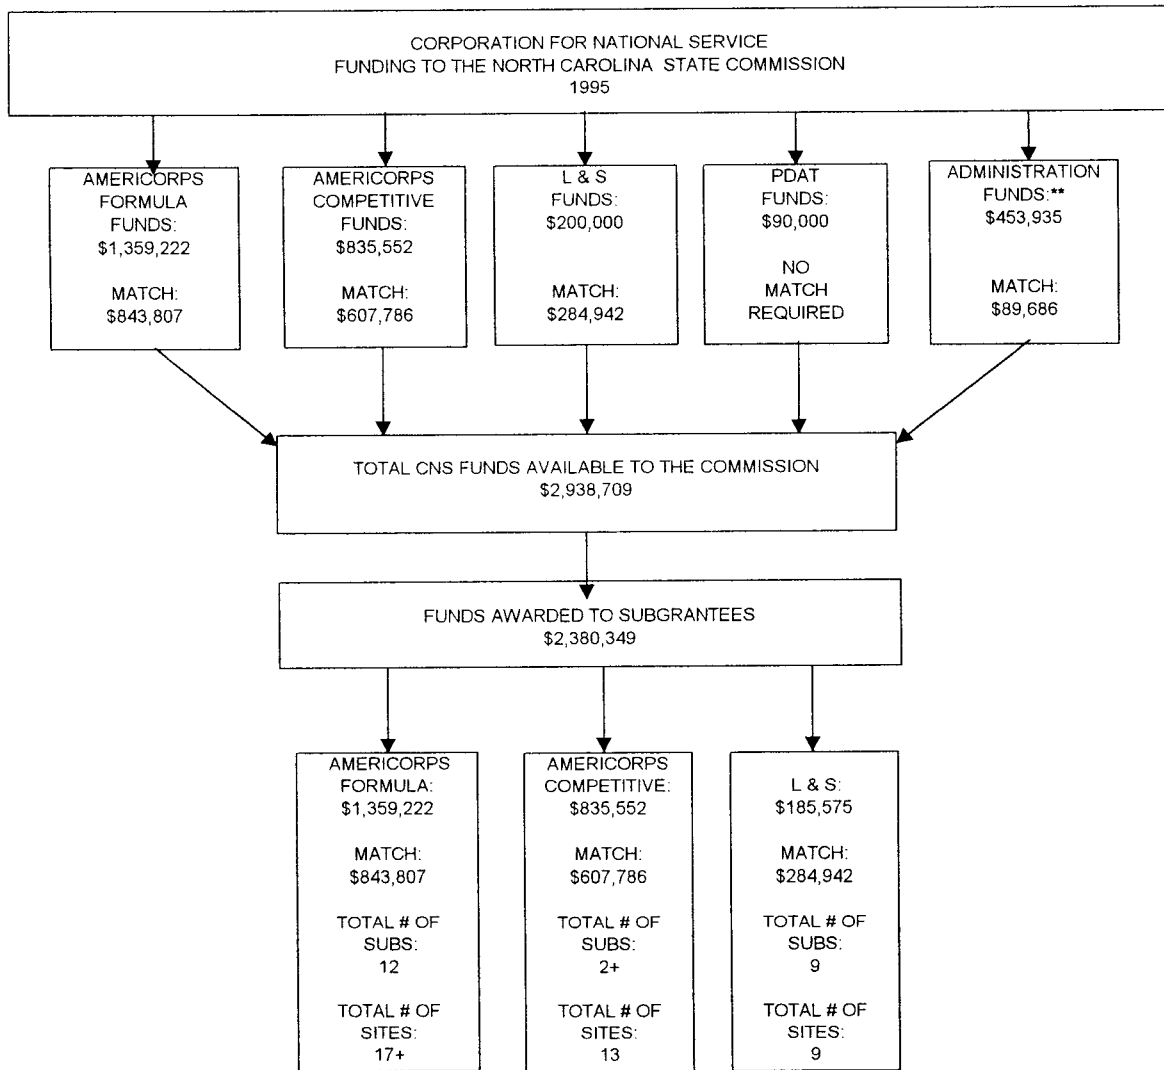 CORPORATION FOR NATIONAL SERVICE
FUNDING TO THE NORTH CAROLINA STATE COMMISSION
1995
AMERICORPS
FORMULA
FUNDS:
$1,359,222
MATCH:
$843,807
AMERICORPS
COMPETITIVE
FUNDS:
$835,552
MATCH:
$607,786
L & S
FUNDS:
$200,000
MATCH:
$284,942
PDAT
FUNDS:
$90,000
NO
MATCH
REQUIRED
ADMINISTRATION
FUNDS:**
$453,935
MATCH:
$89,686
TOTAL CNS FUNDS AVAILABLE TO THE COMMISSION
$2,938,709
FUNDS AWARDED TO SUBGRANTEES
$2,380,349
AMERICORPS
FORMULA:
$1,359,222
MATCH:
$843,807
TOTAL # OF
SUBS:
12
TOTAL # OF
SITES:
17+
AMERICORPS
COMPETITIVE:
$835,552
MATCH:
$607,786
TOTAL # OF
SUBS:
2+
TOTAL # OF
SITES:
13
L & S:
$185,575
MATCH:
$284,942
TOTAL # OF
SUBS:
9
TOTAL # OF
SITES:
9